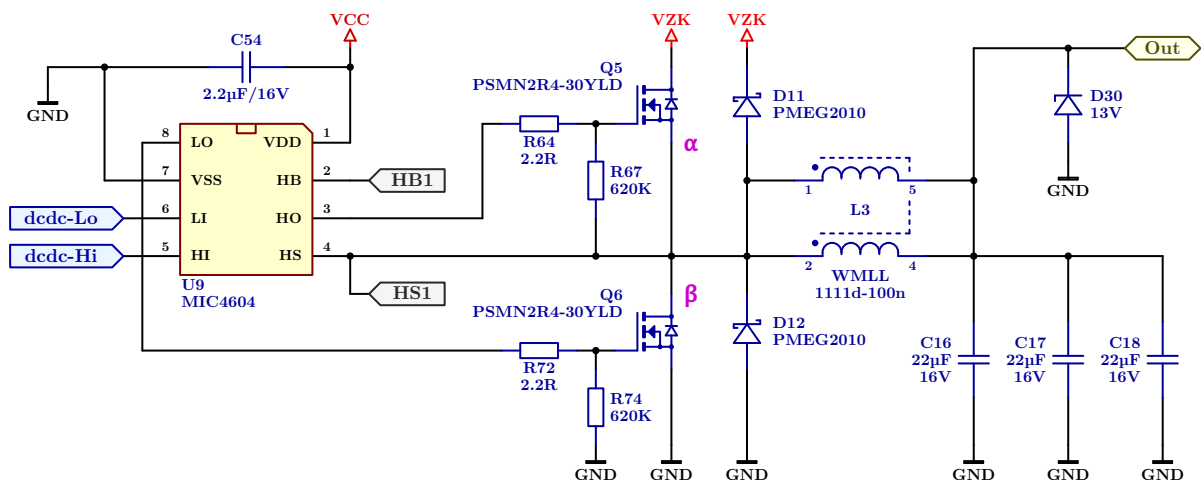 VCC
VZK
VZK
C54
2.2µF/16V
GND
Q5
PSMN2R4-30YLD
D11
PMEG2010
Out
D30
13V
GND
8
LO
VDD
1
7
VSS
HB
2
HB1
6
LI
HO
3
5
HI
HS
4
dcdc-Lo
dcdc-Hi
U9
MIC4604
HS1
R64
2.2R
R67
620K
α
1
5
L3
2
4
WMLL
1111d-100n
Q6
PSMN2R4-30YLD
β
D12
PMEG2010
R72
2.2R
R74
620K
C16
22µF
16V
C17
22µF
16V
C18
22µF
16V
GND
GND
GND
GND
GND
GND